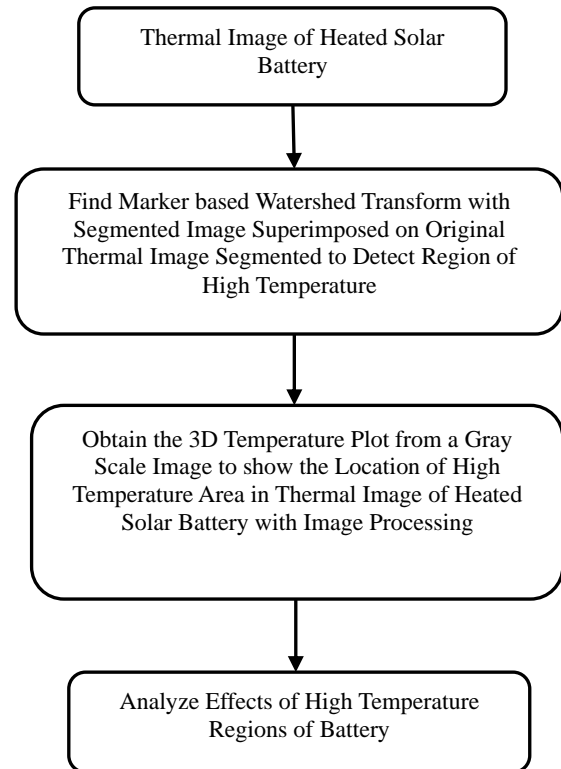 Thermal Image of Heated Solar
Battery
Find Marker based Watershed Transform with
Segmented Image Superimposed on Original
Thermal Image Segmented to Detect Region of
High Temperature
Obtain the 3D Temperature Plot from a Gray
Scale Image to show the Location of High
Temperature Area in Thermal Image of Heated
Solar Battery with Image Processing
Analyze Effects of High Temperature
Regions of Battery